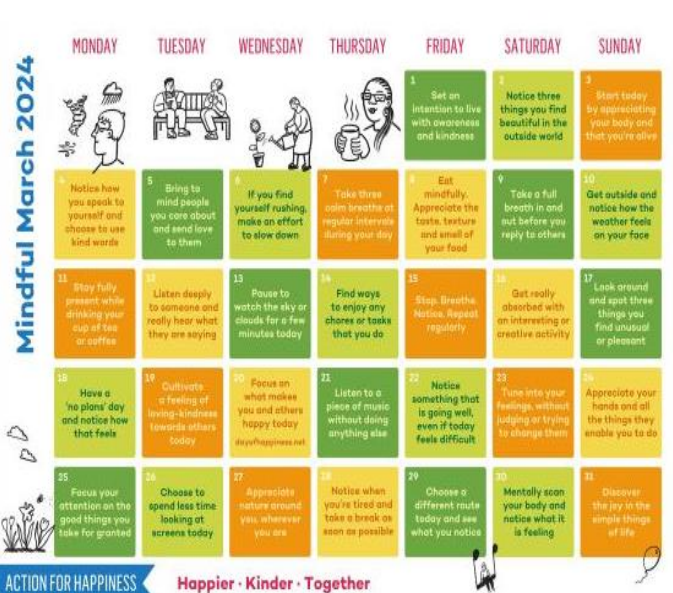 Mindful March 2024
MONDAY TUESDAY WEDNESDAY THURSDAY FRIDAY SATURDAY SUNDAY
1
Set an
intention to live
with awareness
and kindness
2
Notice three
things you find
beautiful in the
outside world
3
Start today
by appreciating
your body and
that you're alive
4
Notice how
you speak to
yourself and
choose to use
kind words
5
Bring to
mind people
you care about
and send love
to them
6
If you find
yourself rushing,
make an effort
to slow down
7
Take three
calm breaths at
regular intervals
during your day
8
Eat
mindfully.
Appreciate the
taste, texture
and smell of
your food
9
Take a full
breath in and
out before you
reply to others
10
Get outside and
notice how the
weather feels
on your face
11
Stay fully
present while
drinking your
cup of tea
or coffee
12
Listen deeply
to someone and
really hear what
they are saying
13
Pause to
watch the sky or
clouds for a few
minutes today
14
Find ways
to enjoy any
chores or tasks
that you do
15
Stop. Breathe.
Notice. Repeat
regularly
16
Get really
absorbed with
an interesting or
creative activity
17
Look around
and spot three
things you
find unusual
or pleasant
18
Have a
'no plans' day
and notice how
that feels
19
Cultivate
a feeling of
loving-kindness
towards others
today
20
Focus on
what makes
you and others
happy today
dayofhappiness.net
21
Listen to a
piece of music
without doing
anything else
22
Notice
something that
is going well,
even if today
feels difficult
23
Tune into your
feelings, without
judging or trying
to change them
24
Appreciate your
hands and all
the things they
enable you to do
25
Focus your
attention on the
good things you
take for granted
26
Choose to
spend less time
looking at
screens today
27
Appreciate
nature around
you, wherever
you are
28
Notice when
you're tired and
take a break as
soon as possible
29
Choose a
different route
today and see
what you notice
30
Mentally scan
your body and
notice what it
is feeling
31
Discover
the joy in the
simple things
of life
ACTION FOR HAPPINESS
Happier · Kinder · Together